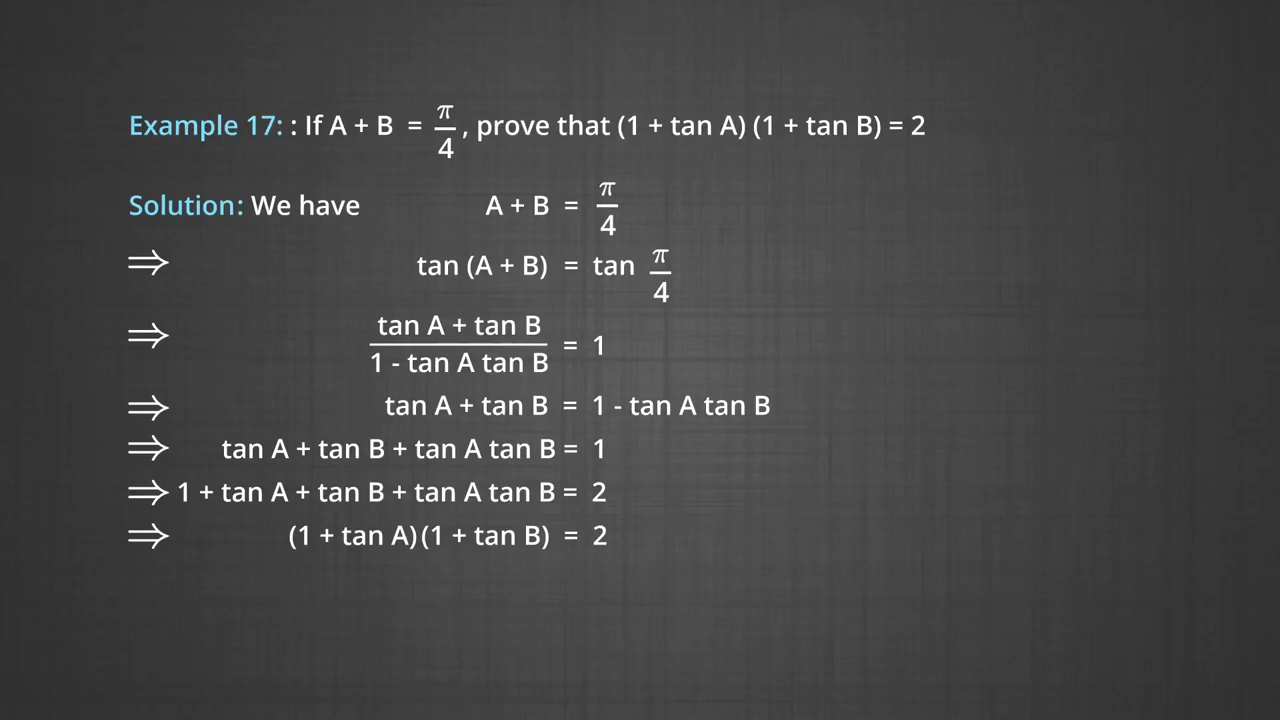 Example 17: : If A + B = π/4, prove that (1 + tan A) (1 + tan B) = 2
Solution: We have A + B = π/4
⇒ tan (A + B) = tan π/4
⇒ (tan A + tan B)/(1 - tan A tan B) = 1
⇒ tan A + tan B = 1 - tan A tan B
⇒ tan A + tan B + tan A tan B = 1
⇒ 1 + tan A + tan B + tan A tan B = 2
⇒ (1 + tan A) (1 + tan B) = 2